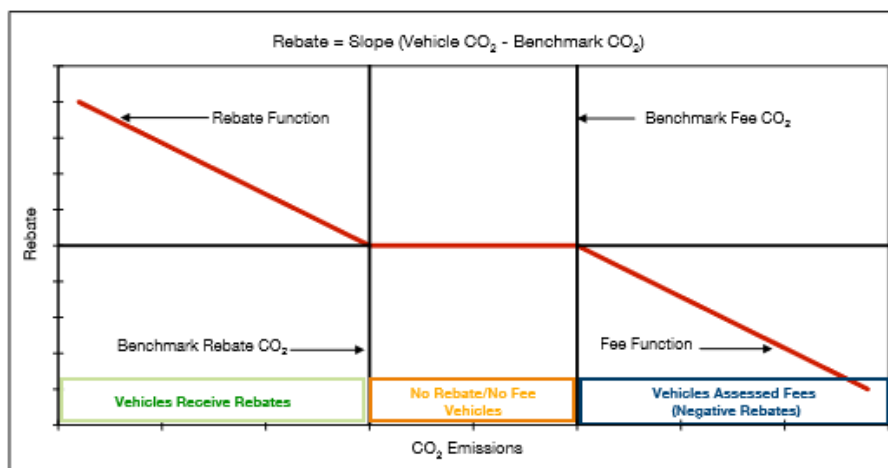 Rebate = Slope (Vehicle CO₂ - Benchmark CO₂)
Rebate Function
Benchmark Fee CO₂
Rebate
Benchmark Rebate CO₂
Fee Function
Vehicles Receive Rebates
No Rebate/No Fee
Vehicles
Vehicles Assessed Fees
(Negative Rebates)
CO₂ Emissions